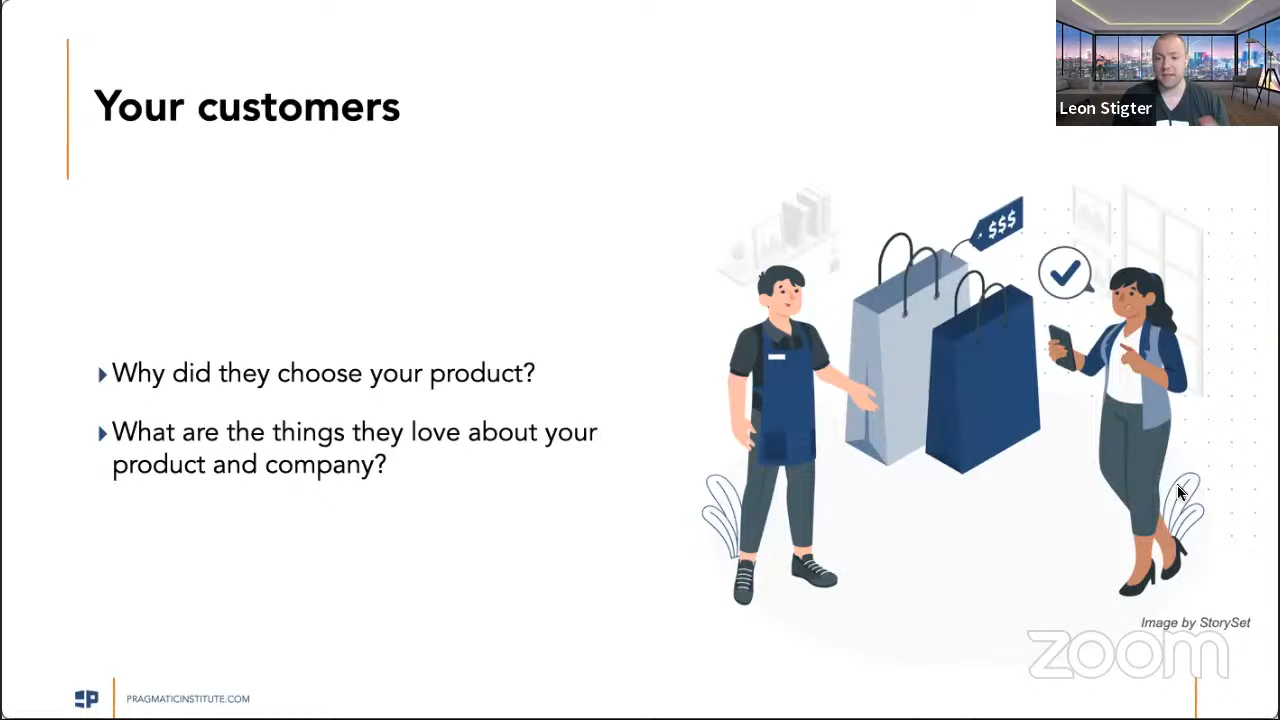 Your customers
Leon Stigter
$$$
Why did they choose your product?
What are the things they love about your
product and company?
Image by StorySet
zoom
PRAGMATICINSTITUTE.COM